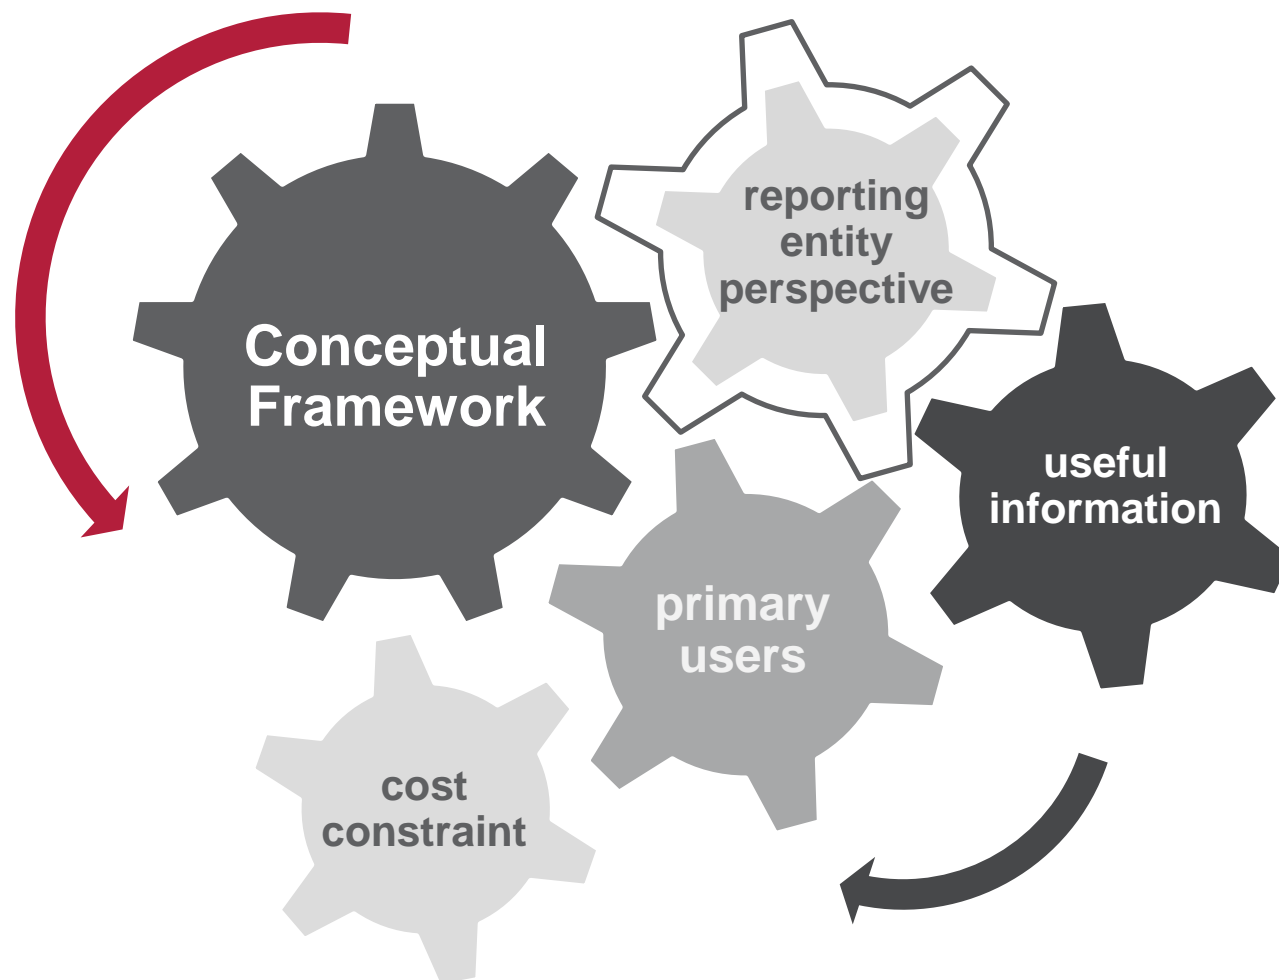 Conceptual
Framework
reporting
entity
perspective
useful
information
primary
users
cost
constraint